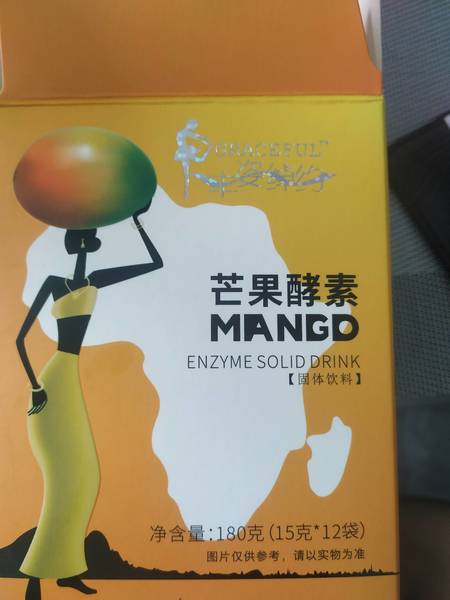 GRACEFUL
芒果酵素
MANGO
ENZYME SOLID DRINK
【固体饮料】
净含量:180克(15克*12袋)
图片仅供参考，请以实物为准